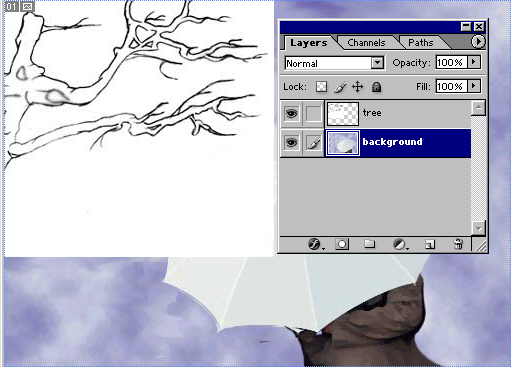 01
Layers Channels Paths
Normal Opacity: 100%
Lock: Fill: 100%
tree
background